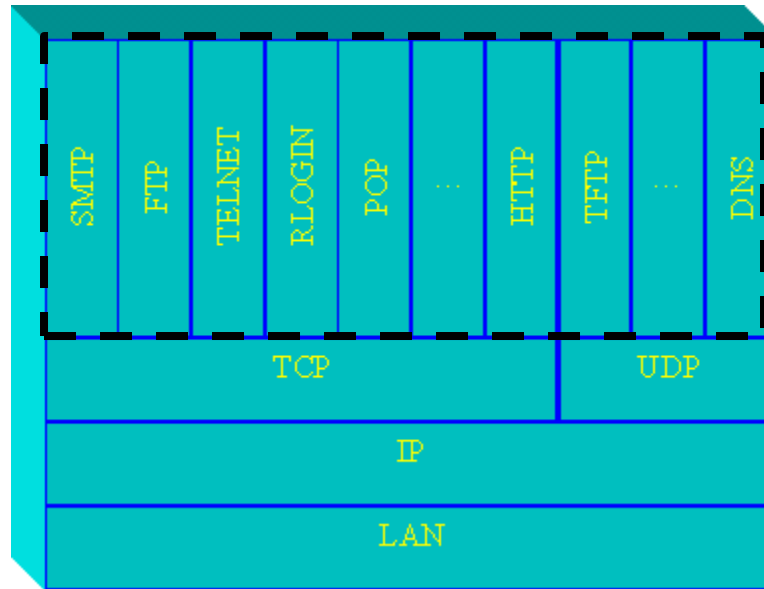 SMTP
FTP
TELNET
RLOGIN
POP
...
HTTP
TFTP
...
DNS
TCP
UDP
IP
LAN